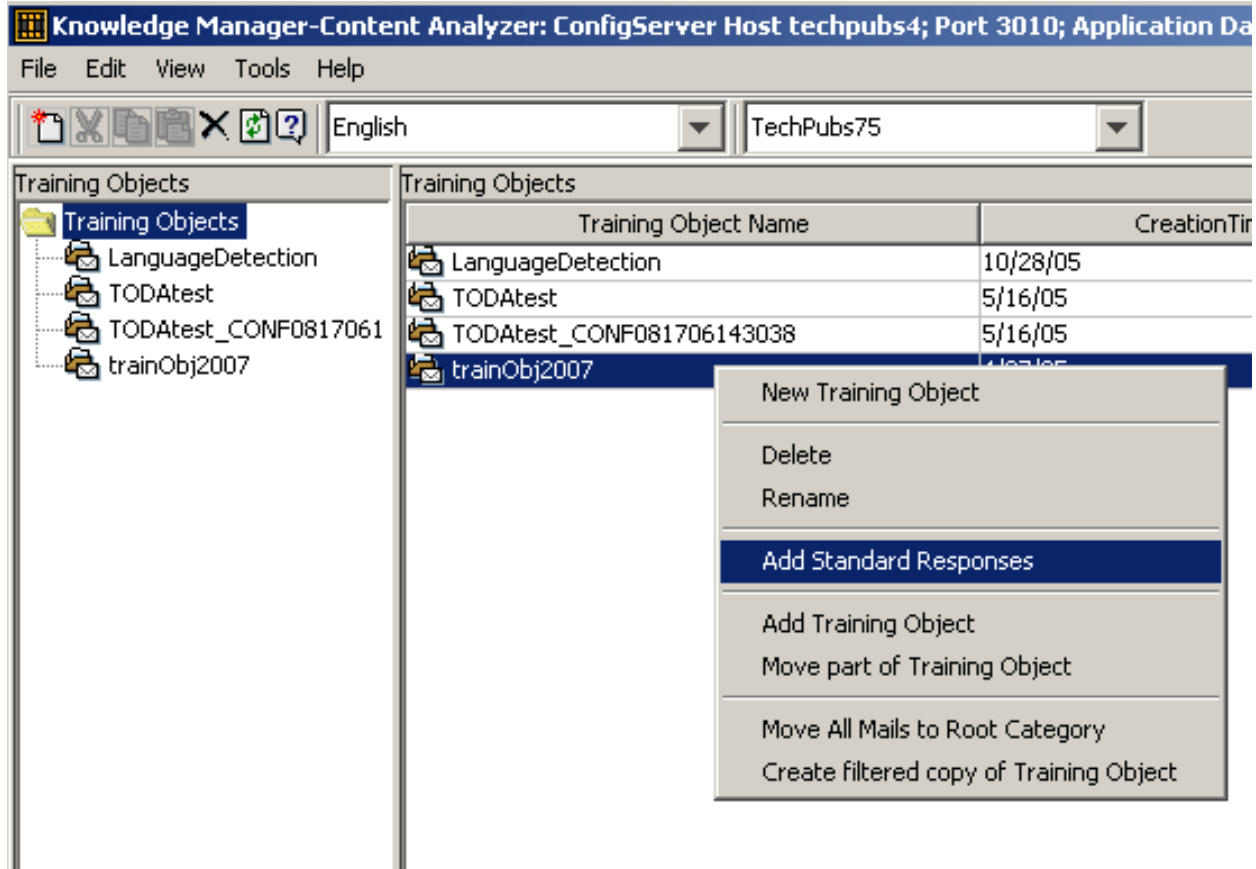 Knowledge Manager-Content Analyzer: ConfigServer Host techpubs4; Port 3010; Application Da
File Edit View Tools Help
English TechPubs75
Training Objects Training Objects
Training Objects Training Object Name CreationTi
LanguageDetection LanguageDetection 10/28/05
TODAtest TODAtest 5/16/05
TODAtest_CONF0817061 TODAtest_CONF081706143038 5/16/05
trainObj2007 trainObj2007
New Training Object
Delete
Rename
Add Standard Responses
Add Training Object
Move part of Training Object
Move All Mails to Root Category
Create filtered copy of Training Object